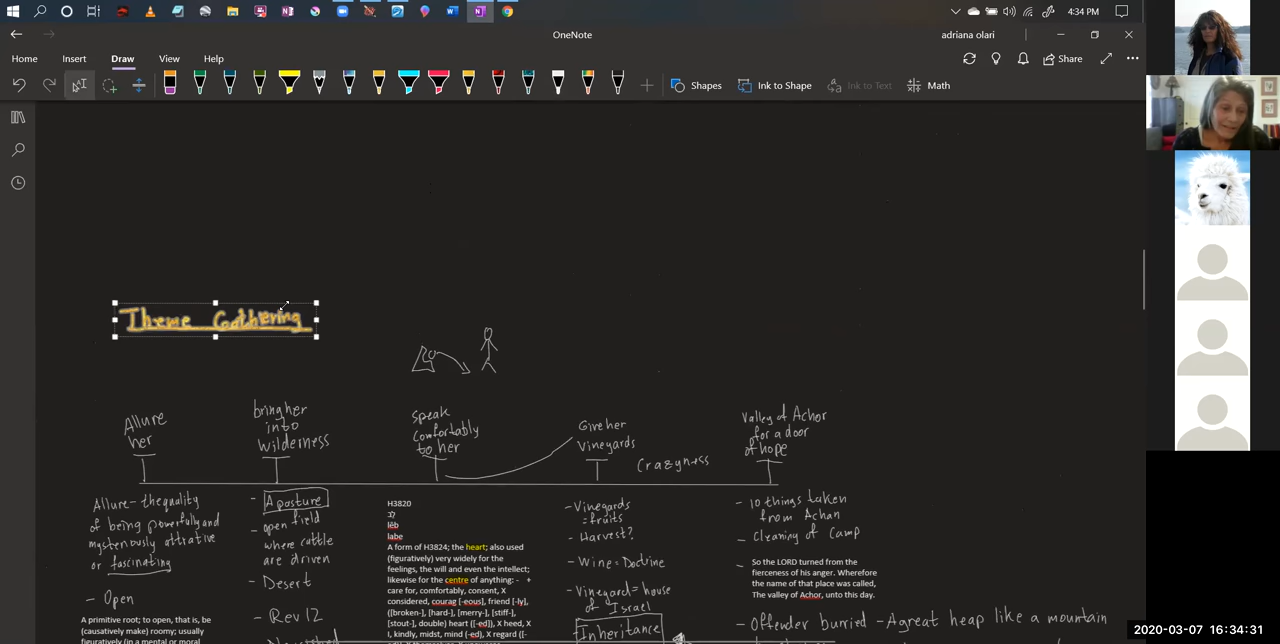 4:34 PM
OneNote
adriana olari
Home Insert Draw View Help
Shapes Ink to Shape Ink to Text Math
Share
Theme Gathering
Allure
her
bring her
into
Wilderness
speak
comfortably
to her
Give her
Vineyards
Crazyness
Valley of Achor
for a door
of hope
Allure - the quality
of being powerfully and
mysteriously attrative
or fascinating
- Open
A primitive root; to open, that is, be
(causatively make) roomy; usually
figuratively (in a mental or moral
- A pasture
- open field
where cattle
are driven
- Desert
- Rev 12
H3820
לב
lêb
labe
A form of H3824; the heart; also used
(figuratively) very widely for the
feelings, the will and even the intellect;
likewise for the centre of anything: - +
care for, comfortably, consent, X
considered, courag [-eous], friend [-ly],
([broken-], [hard-], [merry-], [stiff-],
[stout-], double) heart ([-ed]), X heed, X
I, kindly, midst, mind (-ed), X regard ([-
- Vineyards
= fruits
- Harvest?
- Wine = Doctrine
- Vineyard = house
of Israel
Inheritance
- 10 things taken
from Achan
- Cleaning of Camp
- So the LORD turned from the
fierceness of his anger. Wherefore
the name of that place was called,
The valley of Achor, unto this day.
- Offender buried - A great heap like a mountain
2020-03-07 16:34:31